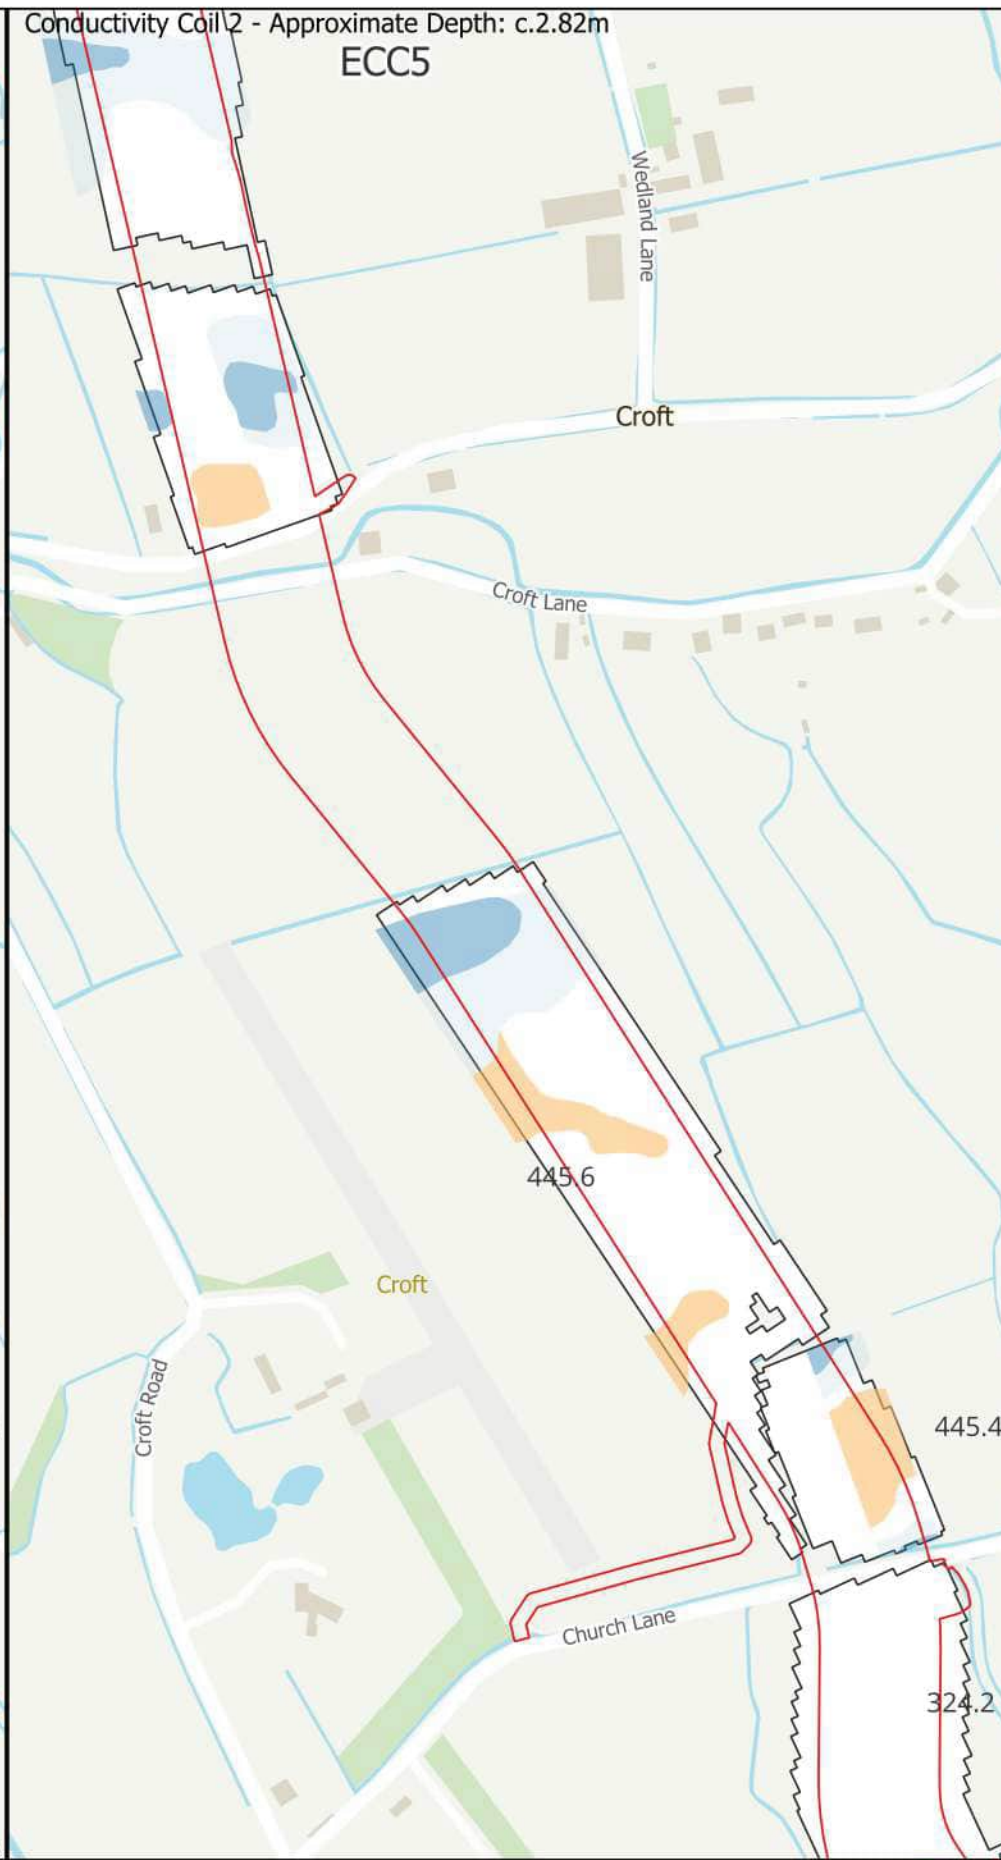 Conductivity Coil 2 - Approximate Depth: c.2.82m
ECC5
Wedland Lane
Croft
Croft Lane
445.6
Croft
Croft Road
445.4
Church Lane
324.2